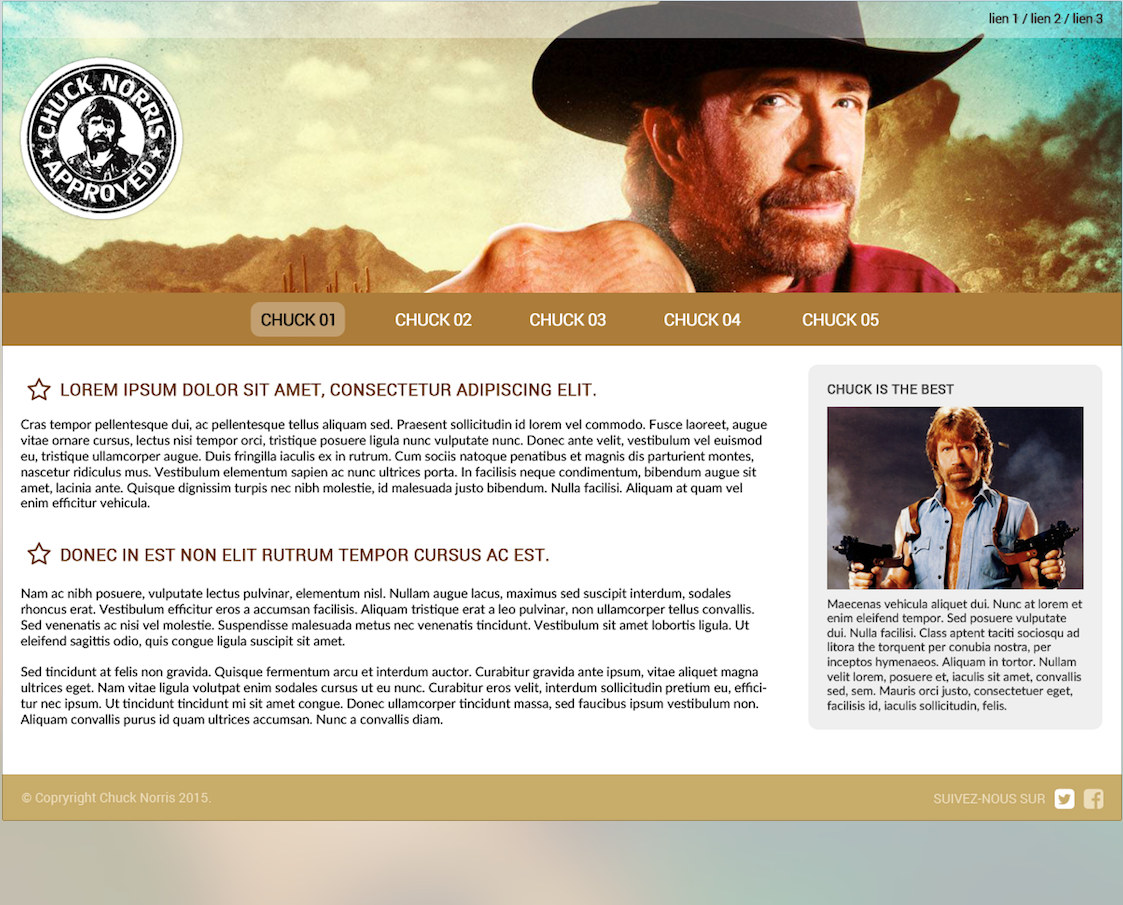 lien 1 / lien 2 / lien 3
CHUCK NORRIS
APPROVED
CHUCK 01 CHUCK 02 CHUCK 03 CHUCK 04 CHUCK 05
LOREM IPSUM DOLOR SIT AMET, CONSECTETUR ADIPISCING ELIT.
Cras tempor pellentesque dui, ac pellentesque tellus aliquam sed. Praesent sollicitudin id lorem vel commodo. Fusce laoreet, augue
vitae ornare cursus, lectus nisi tempor orci, tristique posuere ligula nunc vulputate nunc. Donec ante velit, vestibulum vel euismod
eu, tristique ullamcorper augue. Duis fringilla iaculis ex in rutrum. Cum sociis natoque penatibus et magnis dis parturient montes,
nascetur ridiculus mus. Vestibulum elementum sapien ac nunc ultrices porta. In facilisis neque condimentum, bibendum augue sit
amet, lacinia ante. Quisque dignissim turpis nec nibh molestie, id malesuada justo bibendum. Nulla facilisi. Aliquam at quam vel
enim efficitur vehicula.
DONEC IN EST NON ELIT RUTRUM TEMPOR CURSUS AC EST.
Nam ac nibh posuere, vulputate lectus pulvinar, elementum nisl. Nullam augue lacus, maximus sed suscipit interdum, sodales
rhoncus erat. Vestibulum efficitur eros a accumsan facilisis. Aliquam tristique erat a leo pulvinar, non ullamcorper tellus convallis.
Sed venenatis ac nisi vel molestie. Suspendisse malesuada metus nec venenatis tincidunt. Vestibulum sit amet lobortis ligula. Ut
eleifend sagittis odio, quis congue ligula suscipit sit amet.
Sed tincidunt at felis non gravida. Quisque fermentum arcu et interdum auctor. Curabitur gravida ante ipsum, vitae aliquet magna
ultrices eget. Nam vitae ligula volutpat enim sodales cursus ut eu nunc. Curabitur eros velit, interdum sollicitudin pretium eu, effici-
tur nec ipsum. Ut tincidunt tincidunt mi sit amet congue. Donec ullamcorper tincidunt massa, sed faucibus ipsum vestibulum non.
Aliquam convallis purus id quam ultrices accumsan. Nunc a convallis diam.
CHUCK IS THE BEST
Maecenas vehicula aliquet dui. Nunc at lorem et
enim eleifend tempor. Sed posuere vulputate
dui. Nulla facilisi. Class aptent taciti sociosqu ad
litora the torquent per conubia nostra, per
inceptos hymenaeos. Aliquam in tortor. Nullam
velit lorem, posuere et, iaculis sit amet, convallis
sed, sem. Mauris orci justo, consectetuer eget,
facilisis id, iaculis sollicitudin, felis.
© Copryright Chuck Norris 2015.
SUIVEZ-NOUS SUR